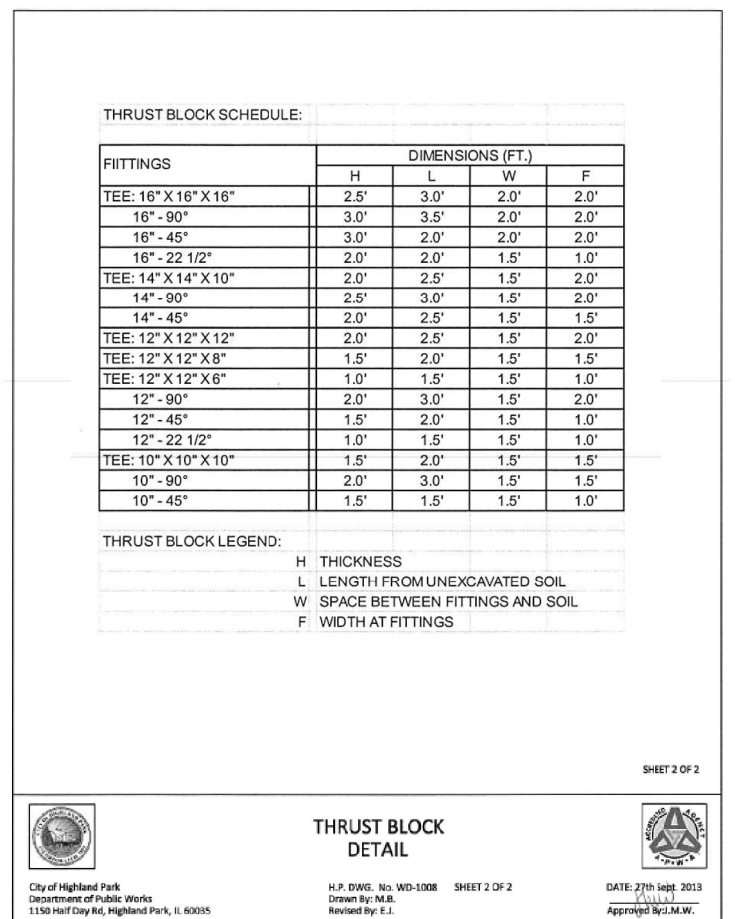 THRUST BLOCK SCHEDULE:
FIITTINGS DIMENSIONS (FT.)
H L W F
TEE: 16" X 16" X 16" 2.5' 3.0' 2.0' 2.0'
16" - 90° 3.0' 3.5' 2.0' 2.0'
16" - 45° 3.0' 2.0' 2.0' 2.0'
16" - 22 1/2° 2.0' 2.0' 1.5' 1.0'
TEE: 14" X 14" X 10" 2.0' 2.5' 1.5' 2.0'
14" - 90° 2.5' 3.0' 1.5' 2.0'
14" - 45° 2.0' 2.5' 1.5' 1.5'
TEE: 12" X 12" X 12" 2.0' 2.5' 1.5' 2.0'
TEE: 12" X 12" X 8" 1.5' 2.0' 1.5' 1.5'
TEE: 12" X 12" X 6" 1.0' 1.5' 1.5' 1.0'
12" - 90° 2.0' 3.0' 1.5' 2.0'
12" - 45° 1.5' 2.0' 1.5' 1.0'
12" - 22 1/2° 1.0' 1.5' 1.5' 1.0'
TEE: 10" X 10" X 10" 1.5' 2.0' 1.5' 1.5'
10" - 90° 2.0' 3.0' 1.5' 1.5'
10" - 45° 1.5' 1.5' 1.5' 1.0'
THRUST BLOCK LEGEND:
H THICKNESS
L LENGTH FROM UNEXCAVATED SOIL
W SPACE BETWEEN FITTINGS AND SOIL
F WIDTH AT FITTINGS
SHEET 2 OF 2
THRUST BLOCK
DETAIL
ACCREDITED AGENCY
A·P·W·A
City of Highland Park
Department of Public Works
1150 Half Day Rd, Highland Park, IL 60035
H.P. DWG. No. WD-1008 SHEET 2 OF 2
Drawn By: M.B.
Revised By: E.J.
DATE: 27th Sept. 2013
Approved By:J.M.W.